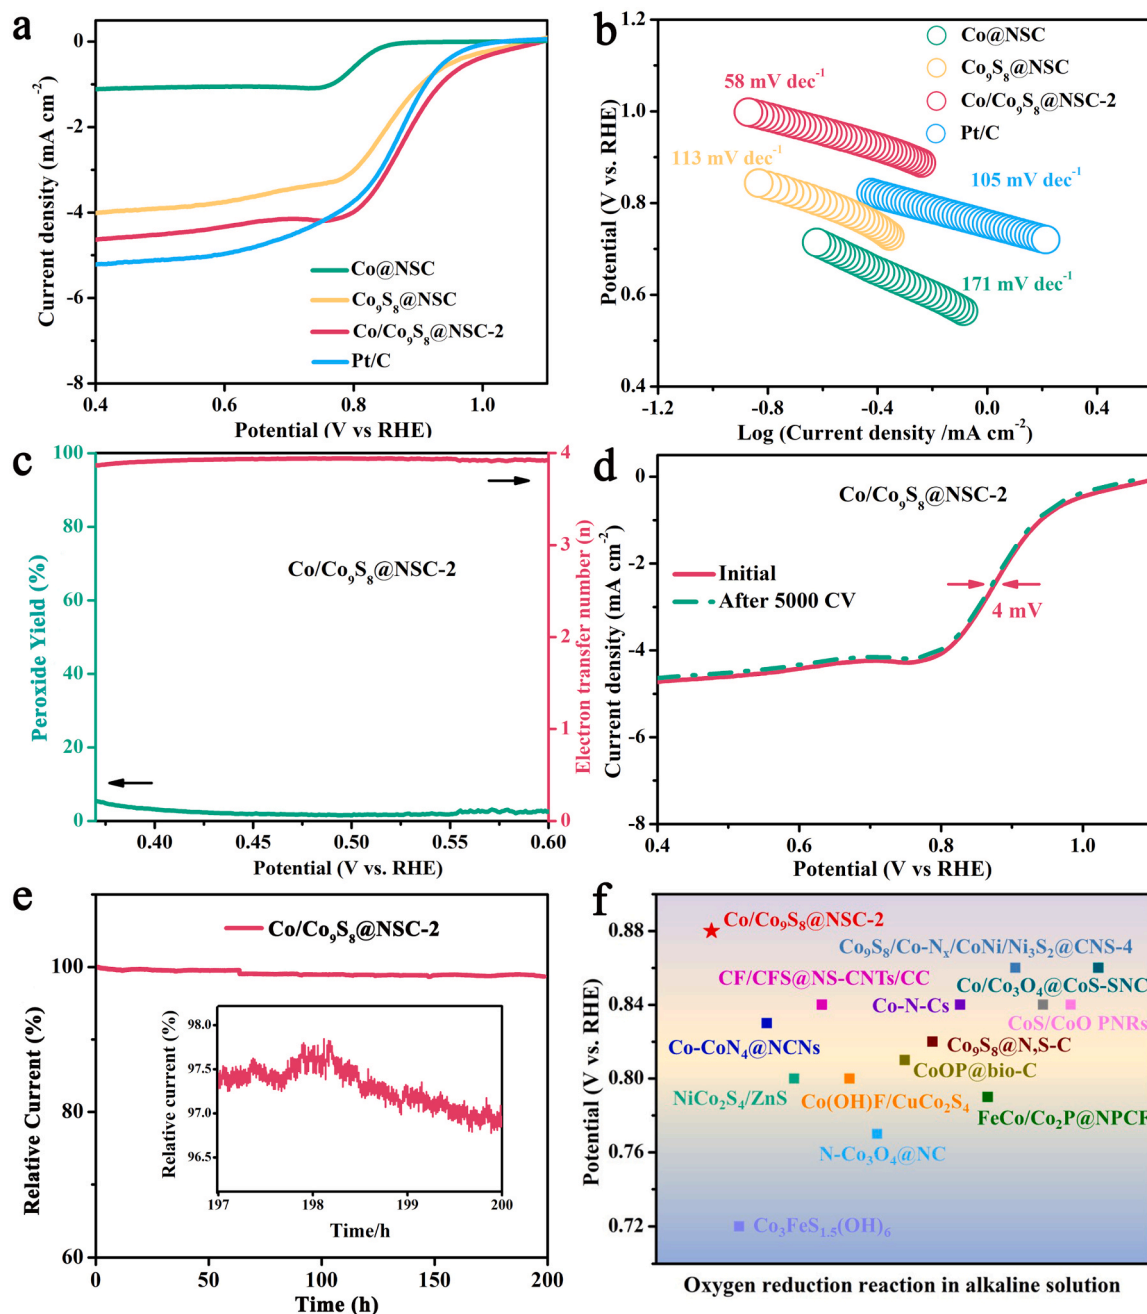 a
Current density (mA cm⁻²)
0
-2
-4
-6
-8
Co@NSC
Co₉S₈@NSC
Co/Co₉S₈@NSC-2
Pt/C
0.4
0.6
0.8
1.0
Potential (V vs RHE)
b
Potential (V vs. RHE)
1.2
1.0
0.8
0.6
0.4
Co@NSC
Co₉S₈@NSC
Co/Co₉S₈@NSC-2
Pt/C
58 mV dec⁻¹
113 mV dec⁻¹
105 mV dec⁻¹
171 mV dec⁻¹
-1.2
-0.8
-0.4
0.0
0.4
Log (Current density /mA cm⁻²)
c
Peroxide Yield (%)
100
80
60
40
20
0
Co/Co₉S₈@NSC-2
4
3
2
1
0
Electron transfer number (n)
0.40
0.45
0.50
0.55
0.60
Potential (V vs. RHE)
d
Current density (mA cm⁻²)
0
-2
-4
-6
-8
Co/Co₉S₈@NSC-2
Initial
After 5000 CV
4 mV
0.4
0.6
0.8
1.0
Potential (V vs RHE)
e
Relative Current (%)
100
80
60
Co/Co₉S₈@NSC-2
Relative current (%)
98.0
97.5
97.0
96.5
197
198
199
200
Time/h
0
50
100
150
200
Time (h)
f
Potential (V vs. RHE)
0.88
0.84
0.80
0.76
0.72
Co/Co₉S₈@NSC-2
Co₉S₈/Co-Nₓ/CoNi/Ni₃S₂@CNS-4
CF/CFS@NS-CNTs/CC
Co/Co₃O₄@CoS-SNC
Co-N-Cs
CoS/CoO PNRs
Co-CoN₄@NCNs
Co₉S₈@N,S-C
CoOP@bio-C
NiCo₂S₄/ZnS
Co(OH)F/CuCo₂S₄
FeCo/Co₂P@NPCF
N-Co₃O₄@NC
Co₃FeS₁.₅(OH)₆
Oxygen reduction reaction in alkaline solution